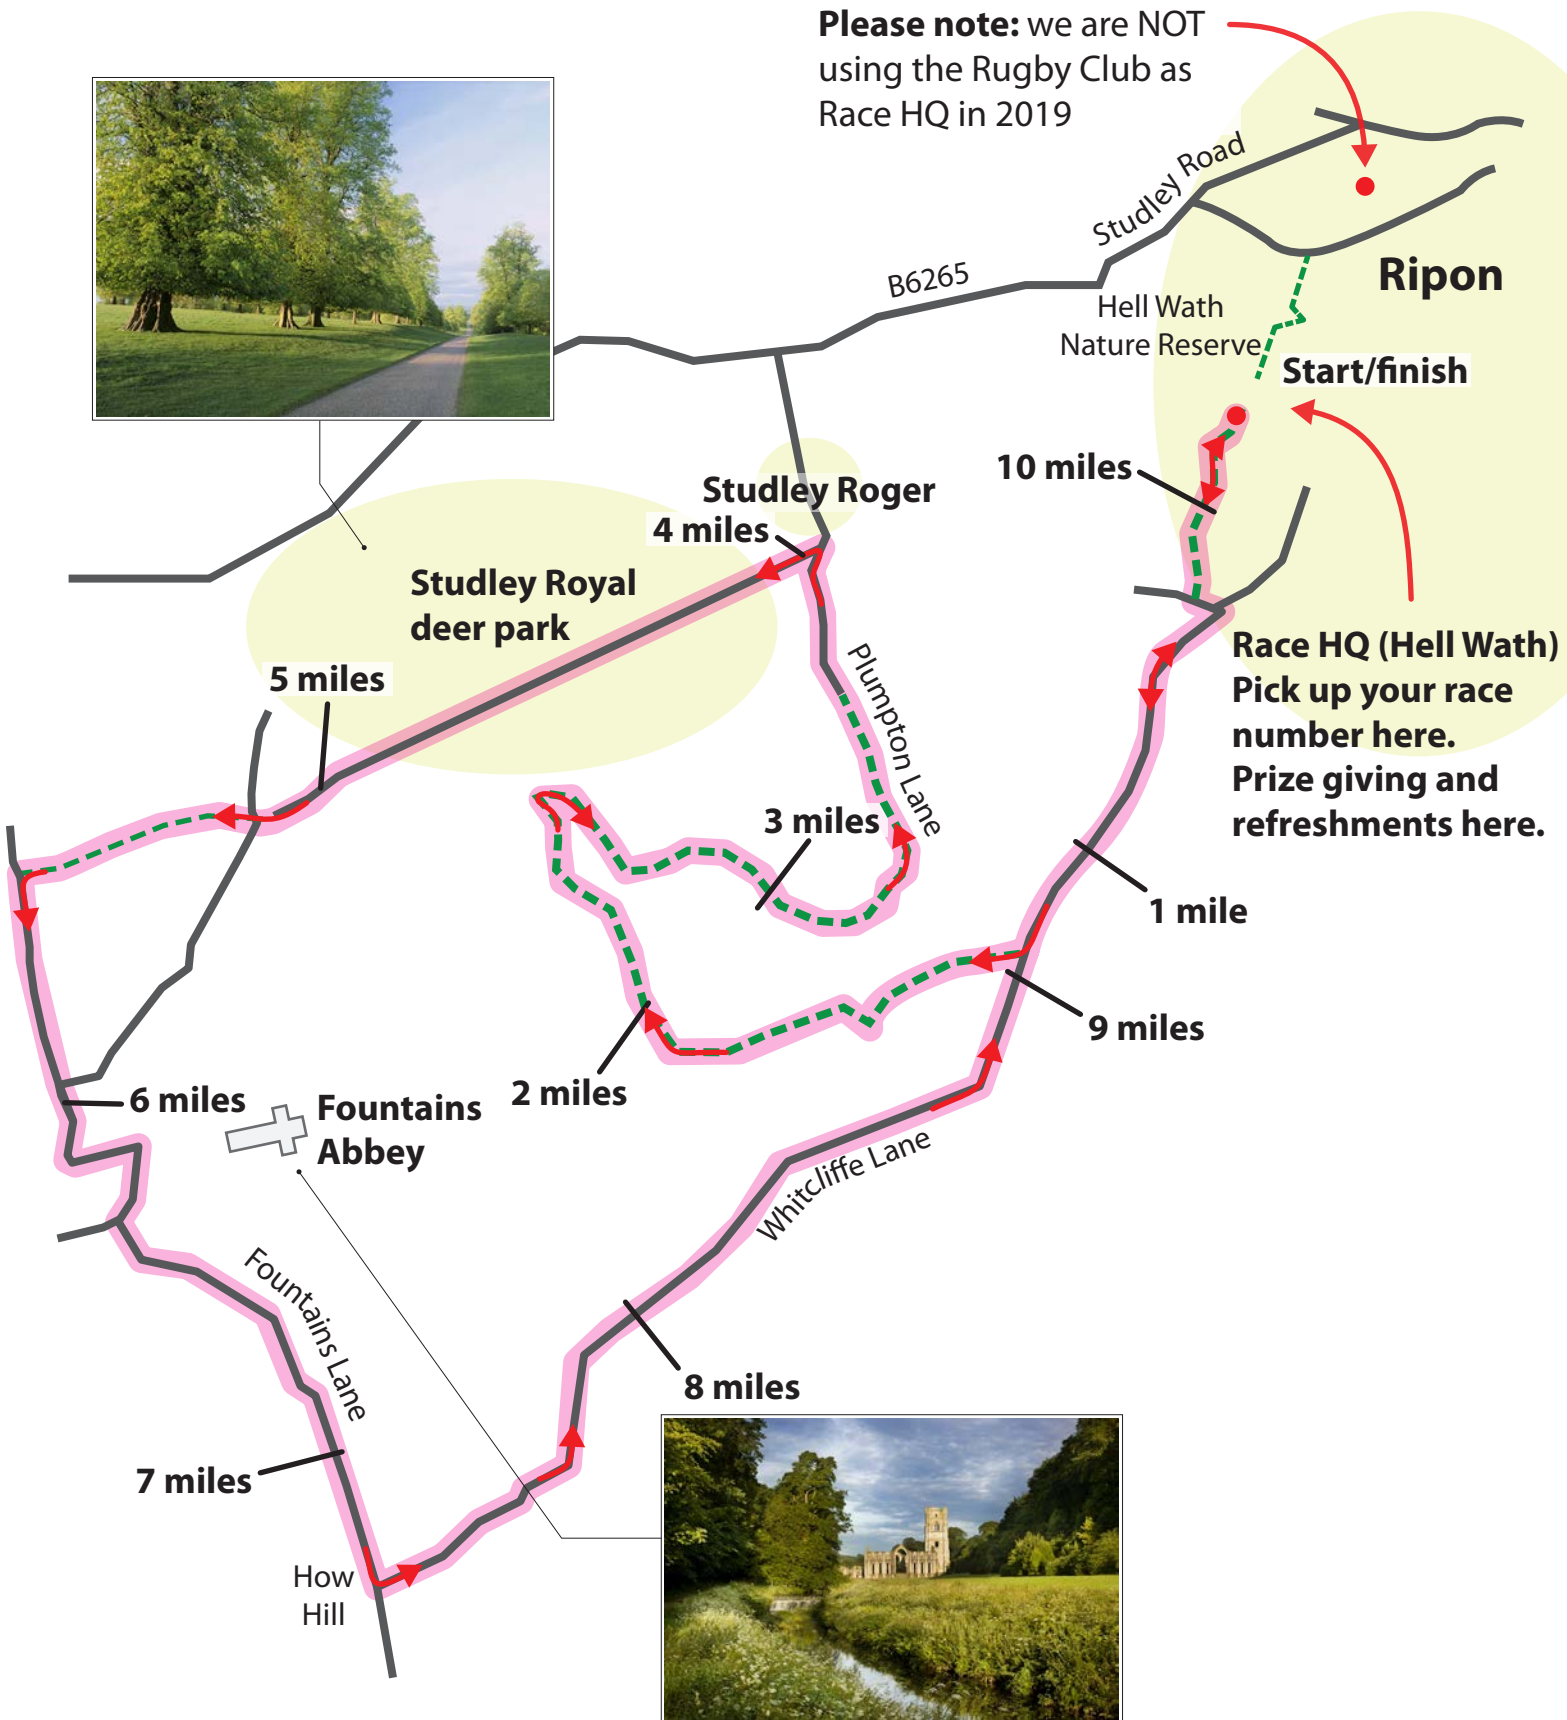 Please note: we are NOT
using the Rugby Club as
Race HQ in 2019
Studley Road
B6265
Ripon
Hell Wath
Nature Reserve
Start/finish
10 miles
Studley Roger
4 miles
Studley Royal
deer park
5 miles
Plumpton Lane
Race HQ (Hell Wath)
Pick up your race
number here.
Prize giving and
refreshments here.
3 miles
1 mile
9 miles
2 miles
6 miles
Fountains
Abbey
Whitcliffe Lane
Fountains Lane
8 miles
7 miles
How
Hill